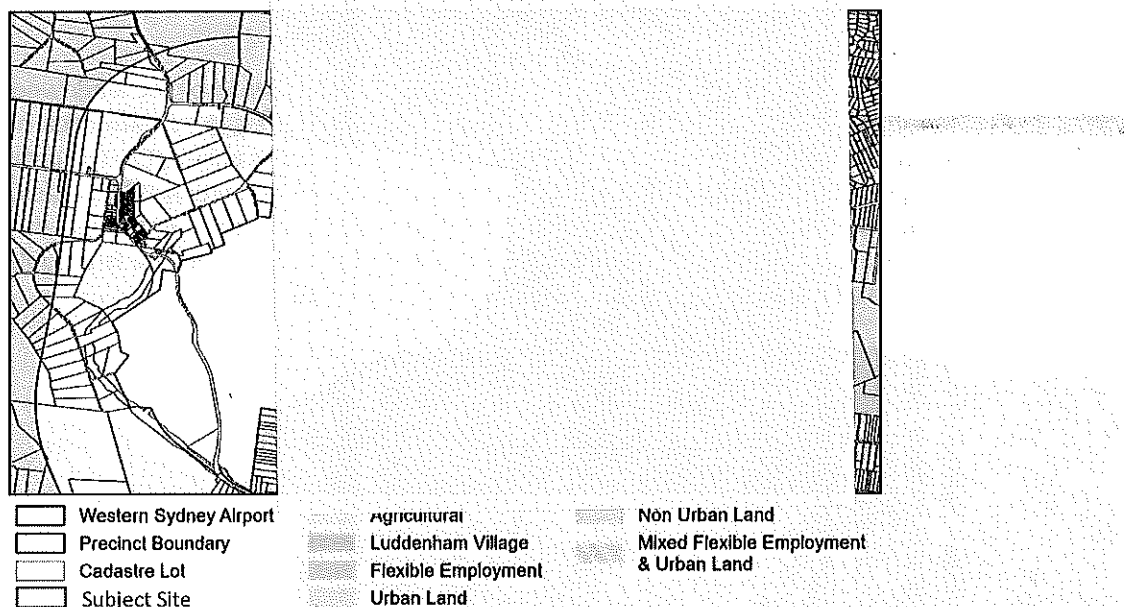 Western Sydney Airport
Precinct Boundary
Cadastre Lot
Subject Site
Agricultural
Luddenham Village
Flexible Employment
Urban Land
Non Urban Land
Mixed Flexible Employment
& Urban Land